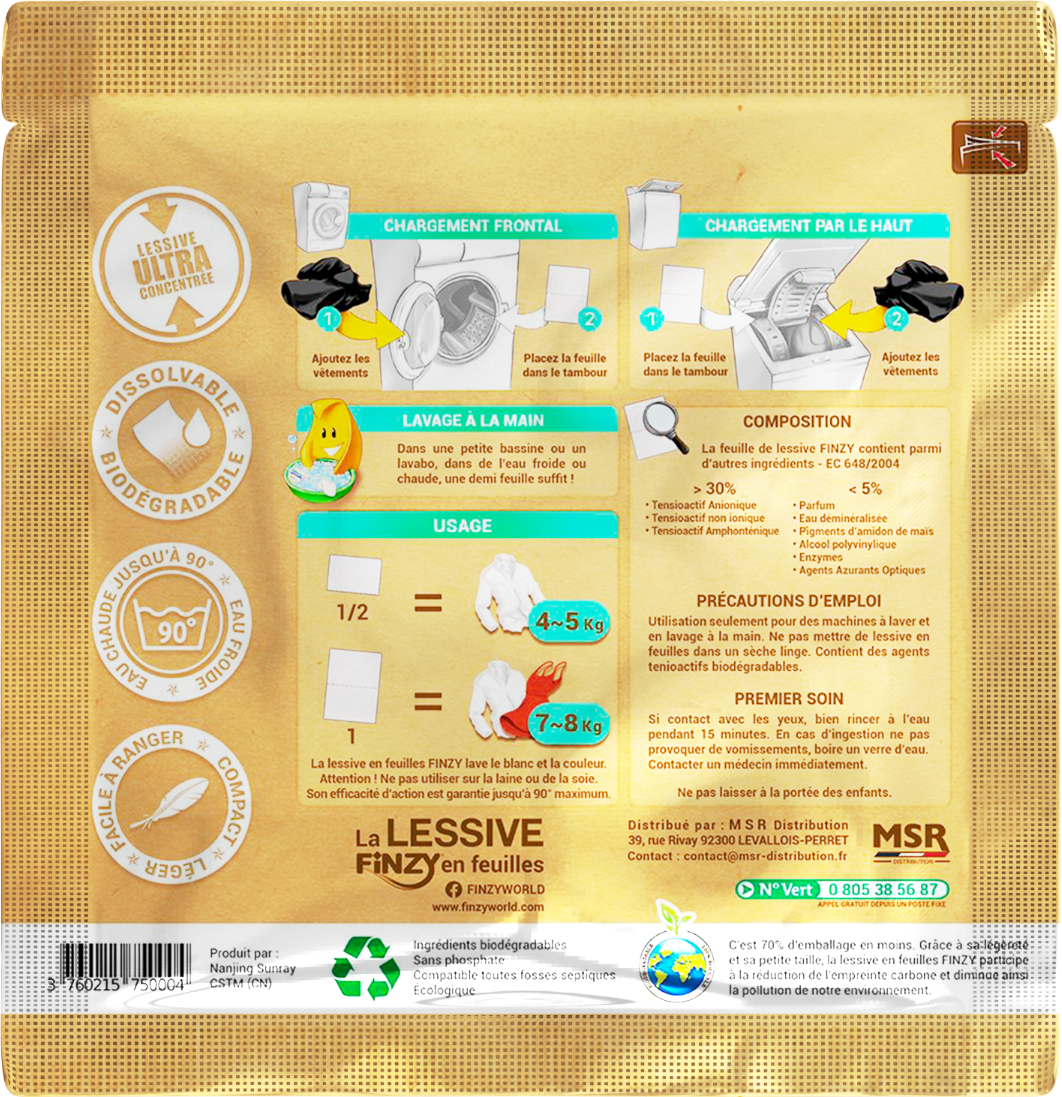 LESSIVE
ULTRA
CONCENTRÉE
DISSOLVABLE
BIODÉGRADABLE
EAU CHAUDE JUSQU'À 90°
EAU FROIDE
90°
FACILE À RANGER
COMPACT
LÉGER
CHARGEMENT FRONTAL
1
2
Ajoutez les
vêtements
Placez la feuille
dans le tambour
CHARGEMENT PAR LE HAUT
1
2
Placez la feuille
dans le tambour
Ajoutez les
vêtements
LAVAGE À LA MAIN
Dans une petite bassine ou un
lavabo, dans de l'eau froide ou
chaude, une demi feuille suffit !
USAGE
1/2
=
4~5 Kg
1
=
7~8 Kg
La lessive en feuilles FINZY lave le blanc et la couleur.
Attention ! Ne pas utiliser sur la laine ou de la soie.
Son efficacité d'action est garantie jusqu'à 90° maximum.
COMPOSITION
La feuille de lessive FINZY contient parmi
d'autres ingrédients - EC 648/2004
> 30%
• Tensioactif Anionique
• Tensioactif non ionique
• Tensioactif Amphonténique
< 5%
• Parfum
• Eau déminéralisée
• Pigments d'amidon de maïs
• Alcool polyvinylique
• Enzymes
• Agents Azurants Optiques
PRÉCAUTIONS D'EMPLOI
Utilisation seulement pour des machines à laver et
en lavage à la main. Ne pas mettre de lessive en
feuilles dans un sèche linge. Contient des agents
tenioactifs biodégradables.
PREMIER SOIN
Si contact avec les yeux, bien rincer à l'eau
pendant 15 minutes. En cas d'ingestion ne pas
provoquer de vomissements, boire un verre d'eau.
Contacter un médecin immédiatement.
Ne pas laisser à la portée des enfants.
La LESSIVE
FiNZY en feuilles
FINZYWORLD
www.finzyworld.com
Distribué par : M S R Distribution
39, rue Rivay 92300 LEVALLOIS-PERRET
Contact : contact@msr-distribution.fr
MSR
DISTRIBUTION
N° Vert 0 805 38 56 87
APPEL GRATUIT DEPUIS UN POSTE FIXE
3 760215 750004
Produit par :
Nanjing Sunray
CSTM (CN)
Ingrédients biodégradables
Sans phosphate
Compatible toutes fosses septiques
Ecologique
C'est 70% d'emballage en moins. Grâce à sa légèreté
et sa petite taille, la lessive en feuilles FINZY participe
à la réduction de l'empreinte carbone et diminue ainsi
la pollution de notre environnement.